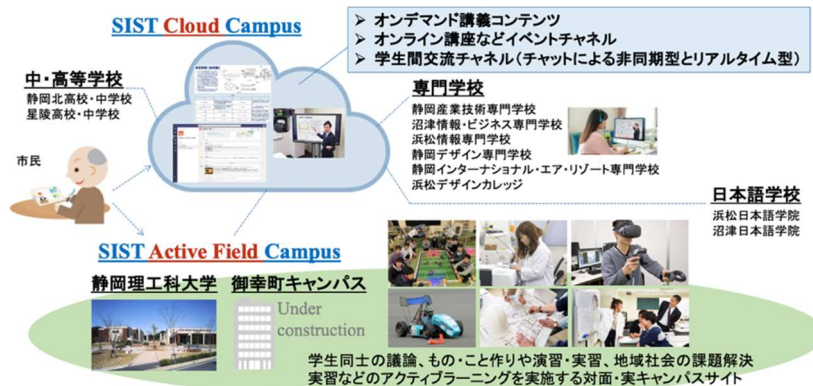 SIST Cloud Campus
➢ オンデマンド講義コンテンツ
➢ オンライン講座などイベントチャネル
➢ 学生間交流チャネル（チャットによる非同期型とリアルタイム型）
中・高等学校
静岡北高校・中学校
星陵高校・中学校
市民
専門学校
静岡産業技術専門学校
沼津情報・ビジネス専門学校
浜松情報専門学校
静岡デザイン専門学校
静岡インターナショナル・エア・リゾート専門学校
浜松デザインカレッジ
日本語学校
浜松日本語学院
沼津日本語学院
SIST Active Field Campus
静岡理工科大学
御幸町キャンパス
Under
construction
学生同士の議論、もの・こと作りや演習・実習、地域社会の課題解決
実習などのアクティブラーニングを実施する対面・実キャンパスサイト